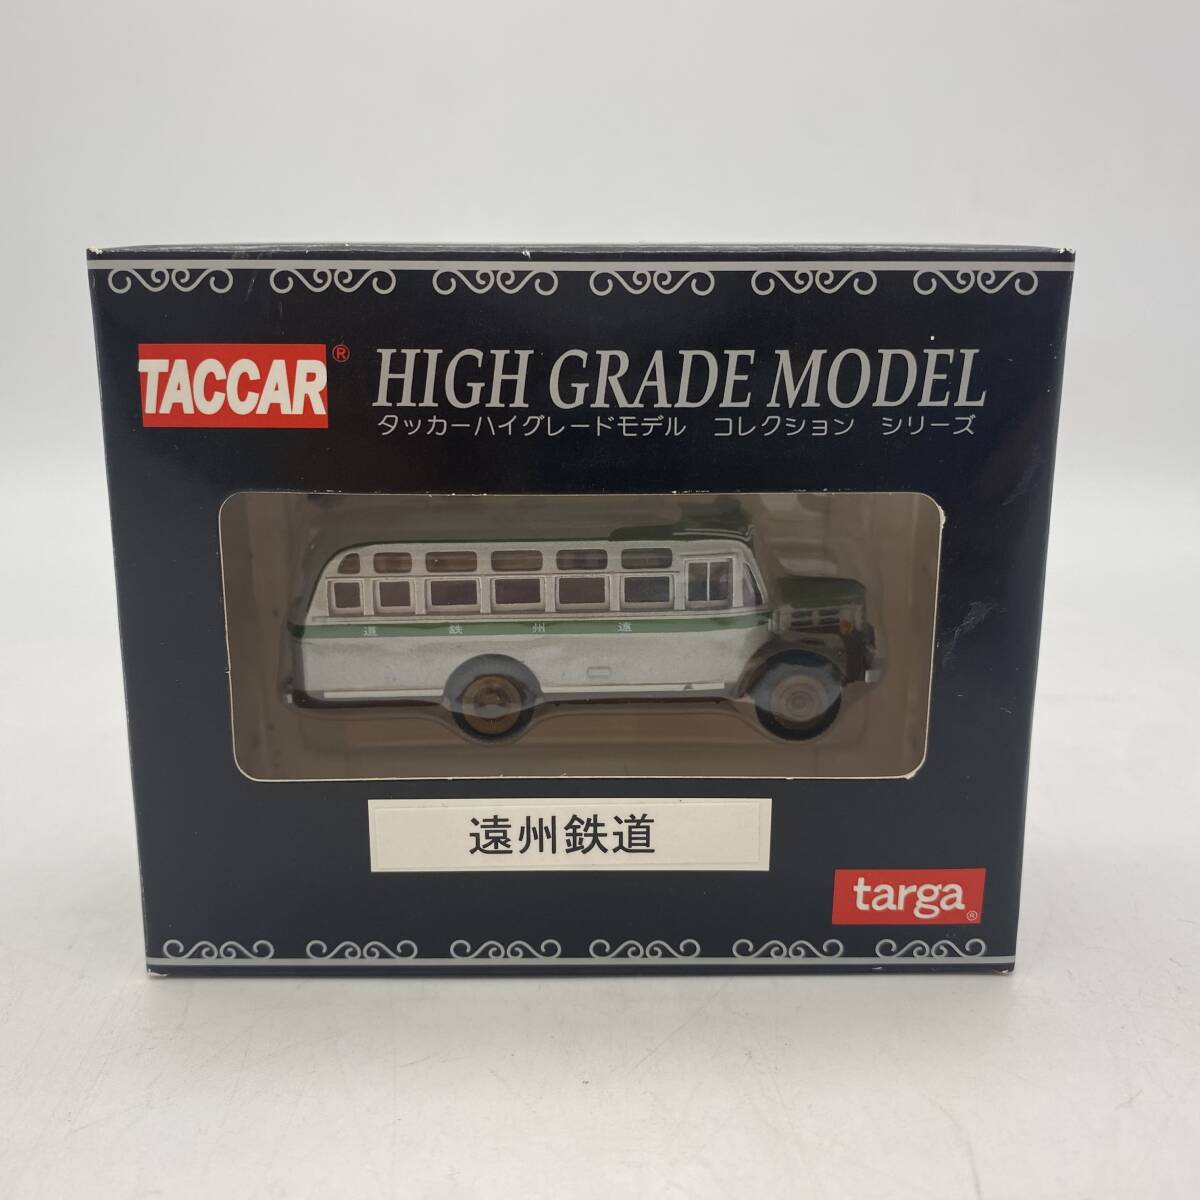 TACCAR®
HIGH GRADE MODEL
タッカーハイグレードモデル コレクション シリーズ
道 鉄 州 遠
遠州鉄道
targa®